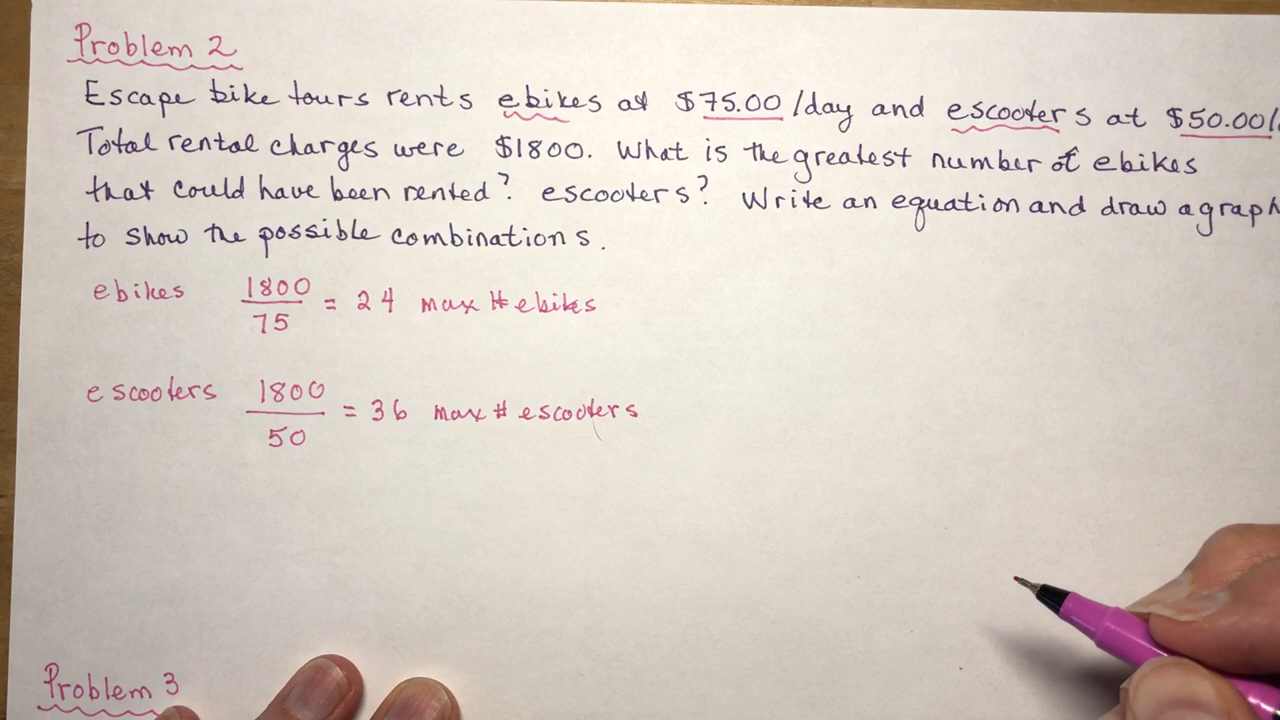 Problem 2
Escape bike tours rents ebikes at $75.00/day and escooters at $50.00/
Total rental charges were $1800. What is the greatest number of ebikes
that could have been rented? escooters? Write an equation and draw a graph
to show the possible combinations.
ebikes 1800/75 = 24 max # ebikes
escooters 1800/50 = 36 max # escooters
Problem 3